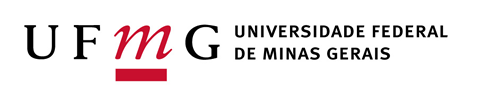 UFmG
UNIVERSIDADE FEDERAL
DE MINAS GERAIS